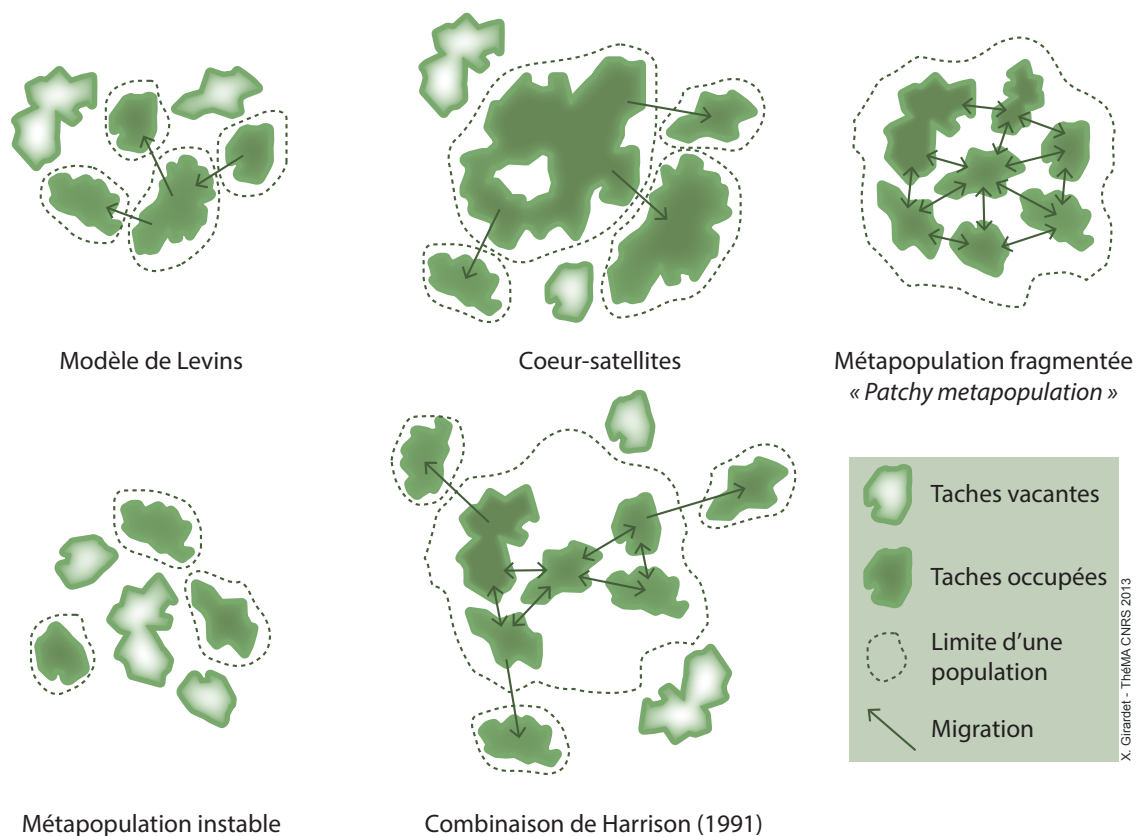 Modèle de Levins
Coeur-satellites
Métapopulation fragmentée
« Patchy metapopulation »
Taches vacantes
Taches occupées
Limite d'une
population
Migration
X. Girardet - ThéMA CNRS 2013
Métapopulation instable
Combinaison de Harrison (1991)